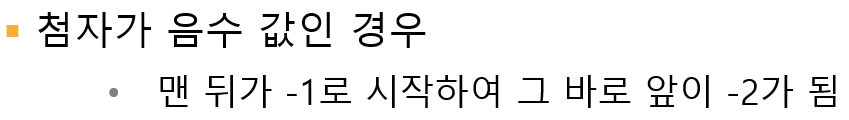 ▪ 첨자가 음수 값인 경우
• 맨 뒤가 -1로 시작하여 그 바로 앞이 -2가 됨